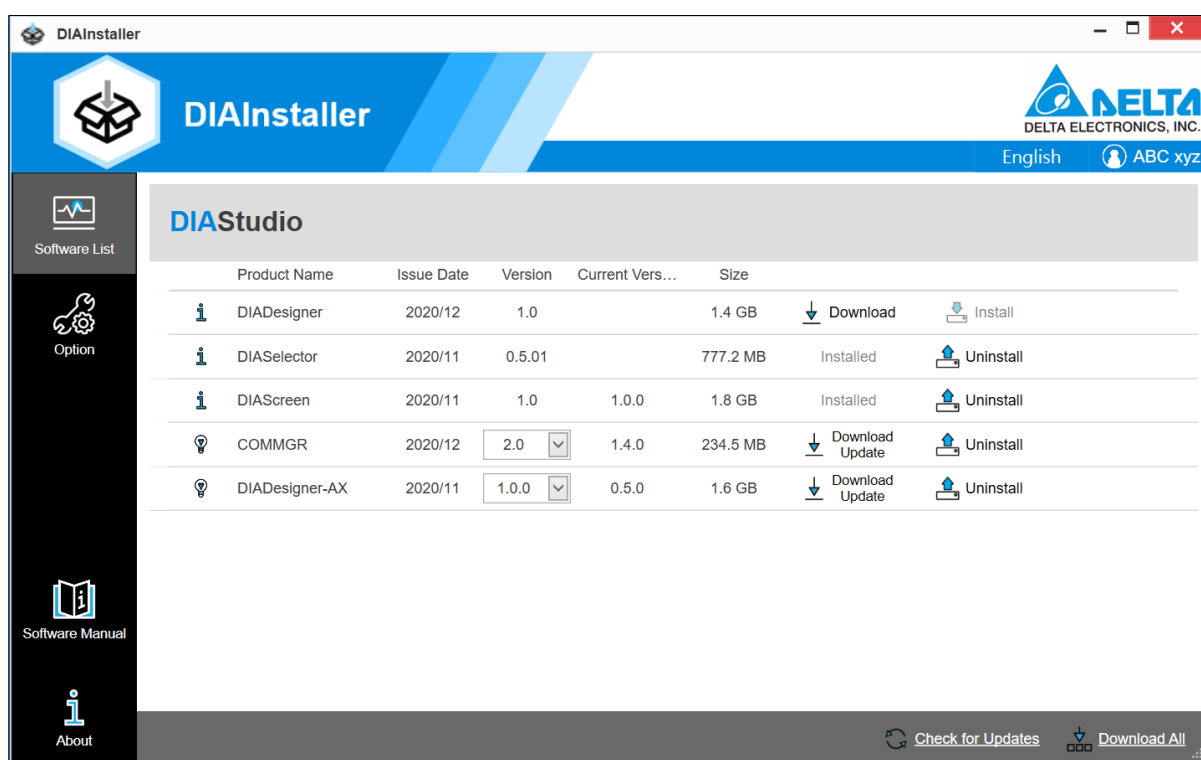 DIAInstaller
DIAInstaller
DELTA
DELTA ELECTRONICS, INC.
English ABC xyz
Software List
Option
Software Manual
About
DIAStudio
Product Name Issue Date Version Current Vers... Size
DIADesigner 2020/12 1.0 1.4 GB Download Install
DIASelector 2020/11 0.5.01 777.2 MB Installed Uninstall
DIAScreen 2020/11 1.0 1.0.0 1.8 GB Installed Uninstall
COMMGR 2020/12 2.0 1.4.0 234.5 MB Download Update Uninstall
DIADesigner-AX 2020/11 1.0.0 0.5.0 1.6 GB Download Update Uninstall
Check for Updates Download All